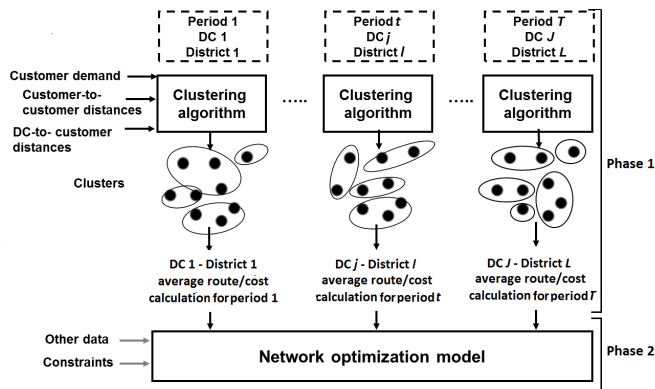 Period 1
DC 1
District 1
Period t
DC j
District l
Period T
DC J
District L
Customer demand
Customer-to-
customer distances
DC-to- customer
distances
Clustering
algorithm
.....
Clustering
algorithm
.....
Clustering
algorithm
Phase 1
Clusters
DC 1 - District 1
average route/cost
calculation for period 1
DC j - District l
average route/cost
calculation for period t
DC J - District L
average route/cost
calculation for period T
Other data
Constraints
Network optimization model
Phase 2